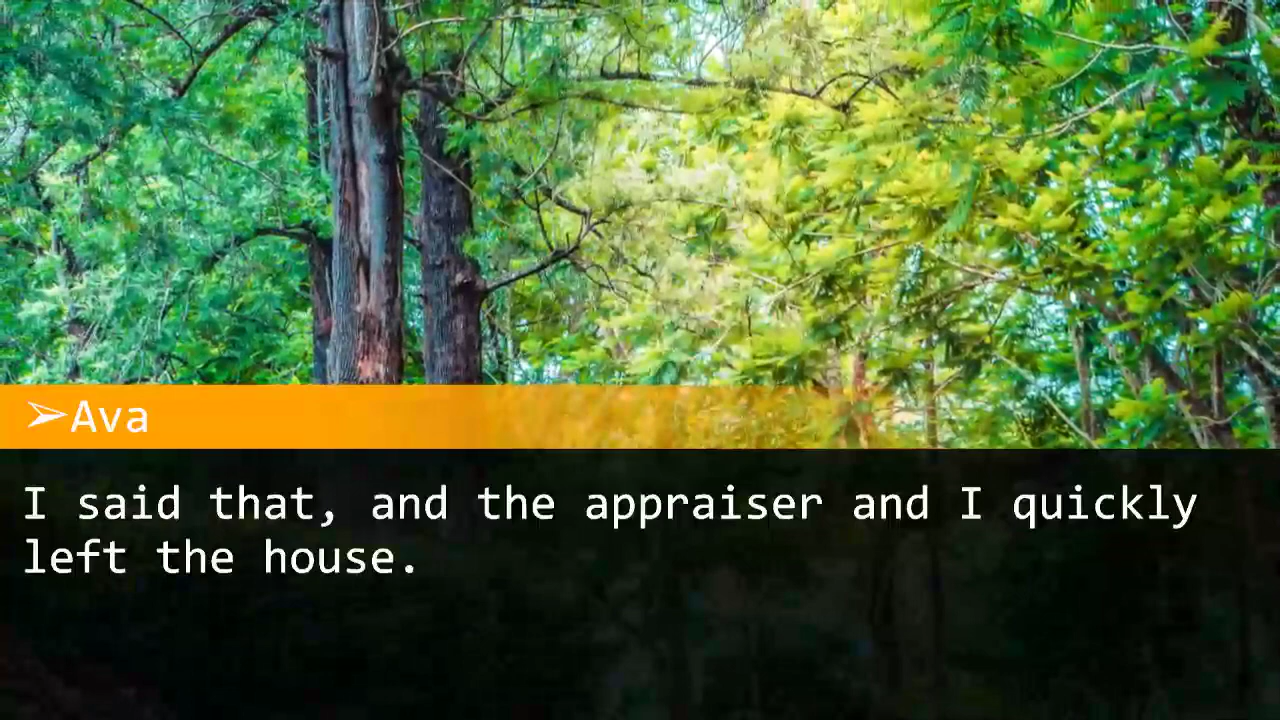 ➢Ava
I said that, and the appraiser and I quickly
left the house.